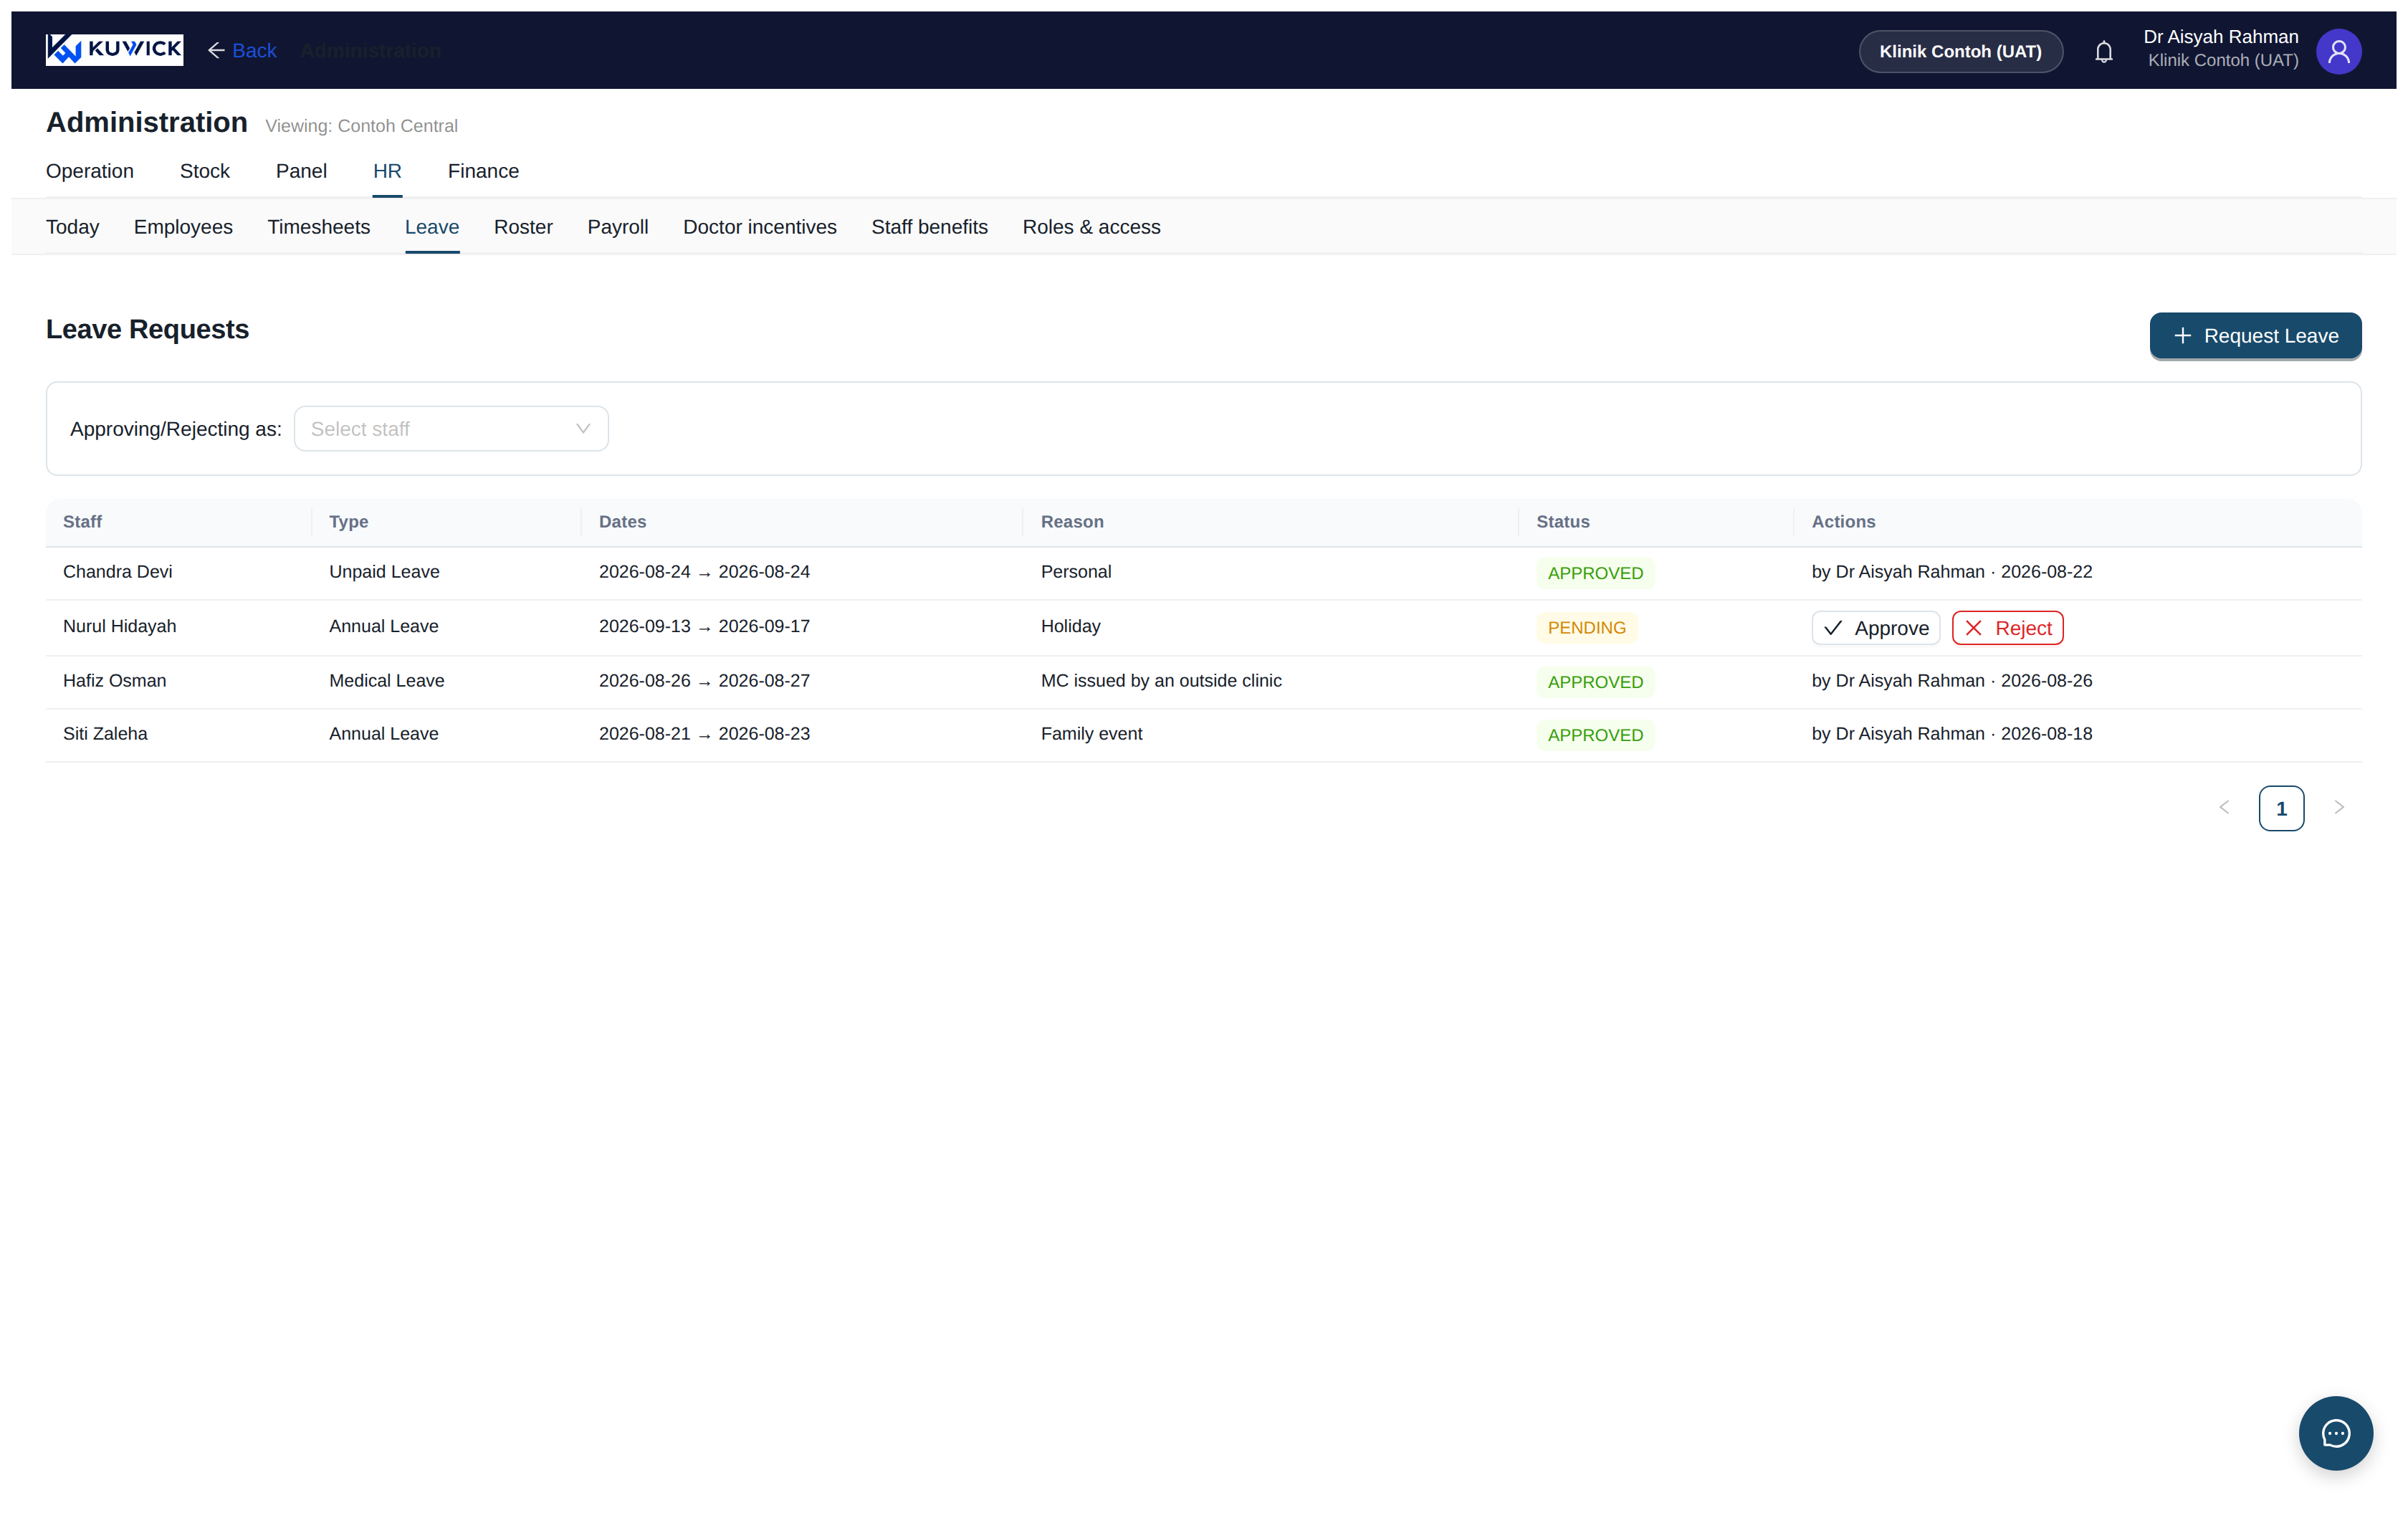 KUWICK
Back Administration
Klinik Contoh (UAT)
Dr Aisyah Rahman
Klinik Contoh (UAT)
Administration Viewing: Contoh Central
Operation Stock Panel HR Finance
Today Employees Timesheets Leave Roster Payroll Doctor incentives Staff benefits Roles & access
Leave Requests
Request Leave
Approving/Rejecting as: Select staff
Staff Type Dates Reason Status Actions
Chandra Devi Unpaid Leave 2026-08-24 → 2026-08-24 Personal APPROVED by Dr Aisyah Rahman · 2026-08-22
Nurul Hidayah Annual Leave 2026-09-13 → 2026-09-17 Holiday PENDING Approve Reject
Hafiz Osman Medical Leave 2026-08-26 → 2026-08-27 MC issued by an outside clinic APPROVED by Dr Aisyah Rahman · 2026-08-26
Siti Zaleha Annual Leave 2026-08-21 → 2026-08-23 Family event APPROVED by Dr Aisyah Rahman · 2026-08-18
1